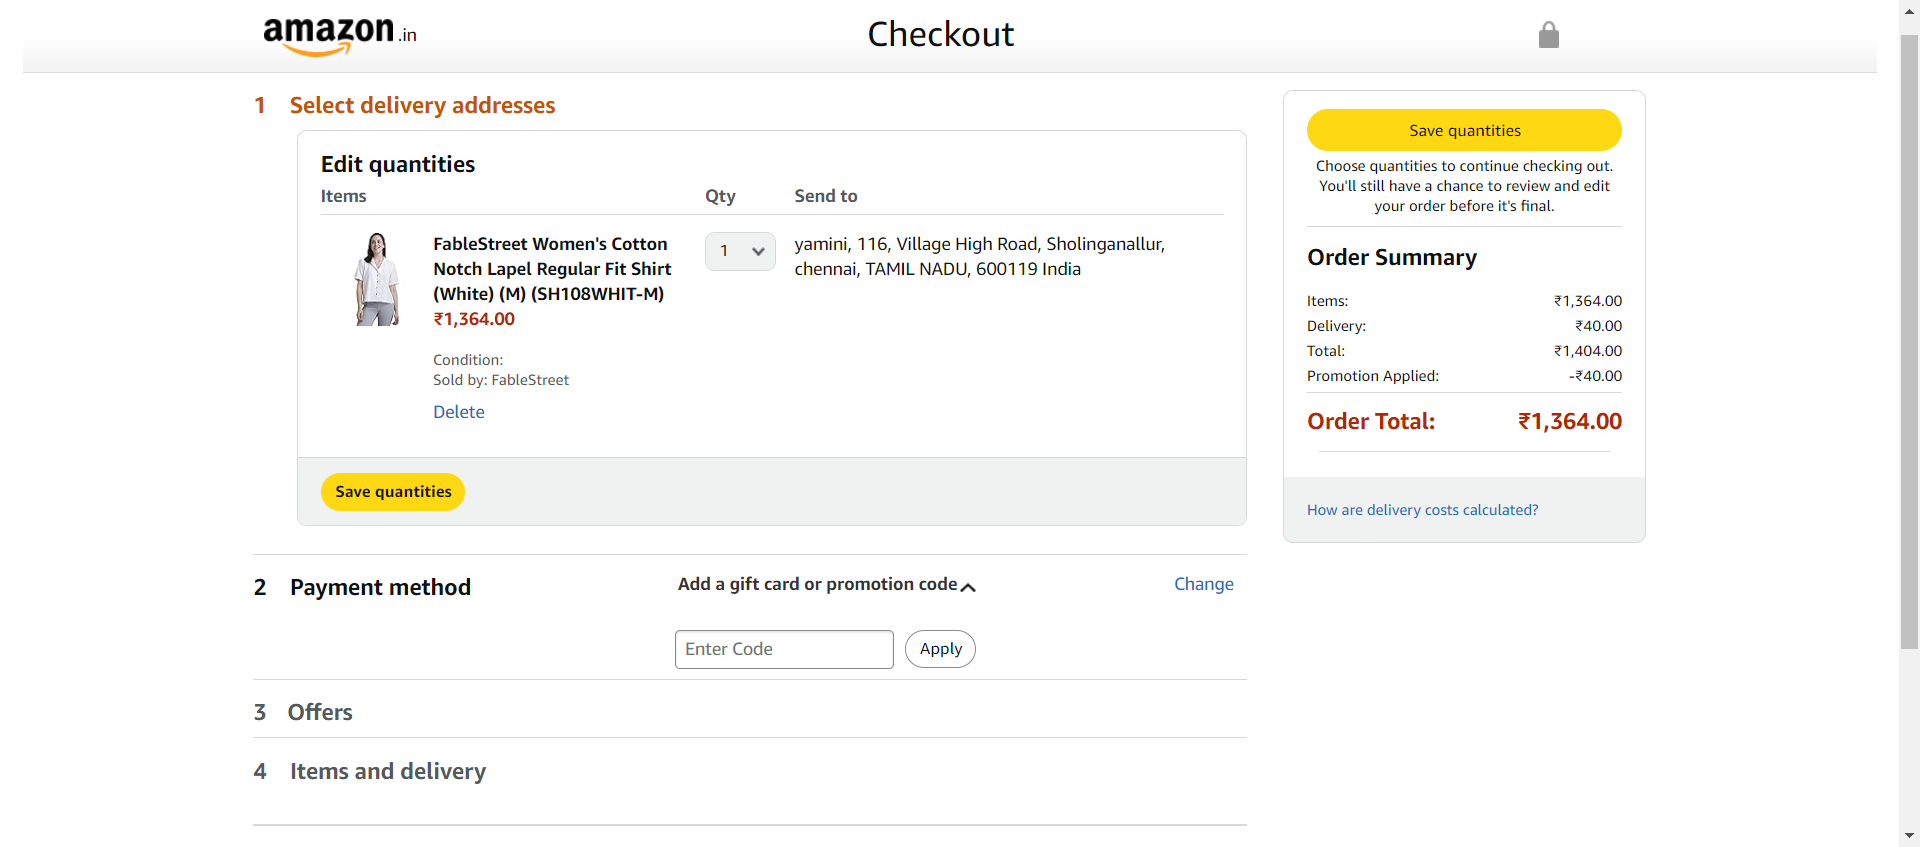 amazon.in
Checkout
1 Select delivery addresses
Edit quantities
Items Qty Send to
FableStreet Women's Cotton
Notch Lapel Regular Fit Shirt
(White) (M) (SH108WHIT-M)
₹1,364.00
Condition:
Sold by: FableStreet
Delete
1
yamini, 116, Village High Road, Sholinganallur,
chennai, TAMIL NADU, 600119 India
Save quantities
2 Payment method
Add a gift card or promotion code
Change
Enter Code
Apply
3 Offers
4 Items and delivery
Save quantities
Choose quantities to continue checking out.
You'll still have a chance to review and edit
your order before it's final.
Order Summary
Items: ₹1,364.00
Delivery: ₹40.00
Total: ₹1,404.00
Promotion Applied: -₹40.00
Order Total: ₹1,364.00
How are delivery costs calculated?